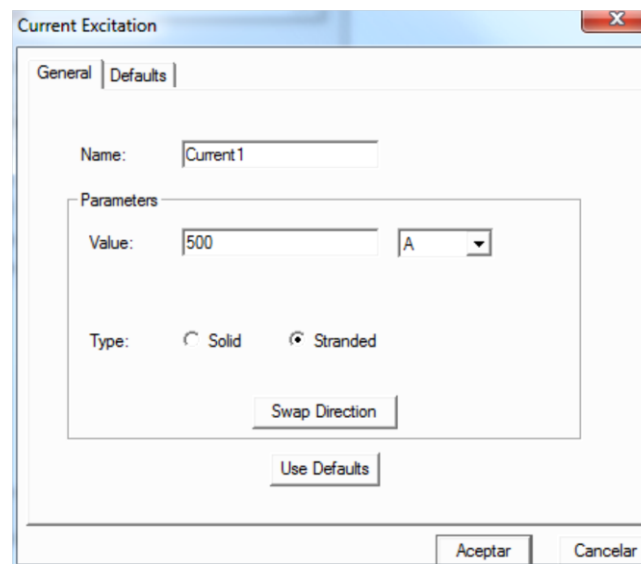 Current Excitation
General Defaults
Name: Current1
Parameters
Value: 500 A
Type: Solid Stranded
Swap Direction
Use Defaults
Aceptar Cancelar